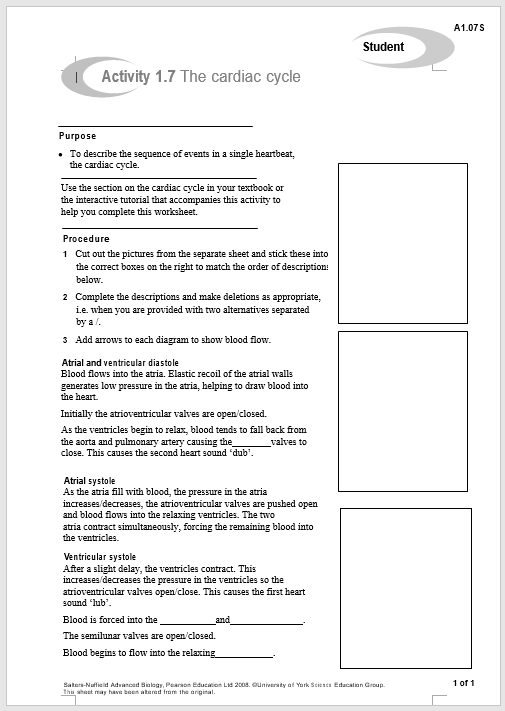 A1.07S
Student
Activity 1.7 The cardiac cycle
Purpose
• To describe the sequence of events in a single heartbeat,
the cardiac cycle.
Use the section on the cardiac cycle in your textbook or
the interactive tutorial that accompanies this activity to
help you complete this worksheet.
Procedure
1 Cut out the pictures from the separate sheet and stick these into
the correct boxes on the right to match the order of descriptions
below.
2 Complete the descriptions and make deletions as appropriate,
i.e. when you are provided with two alternatives separated
by a /.
3 Add arrows to each diagram to show blood flow.
Atrial and ventricular diastole
Blood flows into the atria. Elastic recoil of the atrial walls
generates low pressure in the atria, helping to draw blood into
the heart.
Initially the atrioventricular valves are open/closed.
As the ventricles begin to relax, blood tends to fall back from
the aorta and pulmonary artery causing the________valves to
close. This causes the second heart sound ‘dub’.
Atrial systole
As the atria fill with blood, the pressure in the atria
increases/decreases, the atrioventricular valves are pushed open
and blood flows into the relaxing ventricles. The two
atria contract simultaneously, forcing the remaining blood into
the ventricles.
Ventricular systole
After a slight delay, the ventricles contract. This
increases/decreases the pressure in the ventricles so the
atrioventricular valves open/close. This causes the first heart
sound ‘lub’.
Blood is forced into the ____________and_______________.
The semilunar valves are open/closed.
Blood begins to flow into the relaxing____________.
Salters-Nuffield Advanced Biology, Pearson Education Ltd 2008. ©University of York Science Education Group.
This sheet may have been altered from the original.
1 of 1